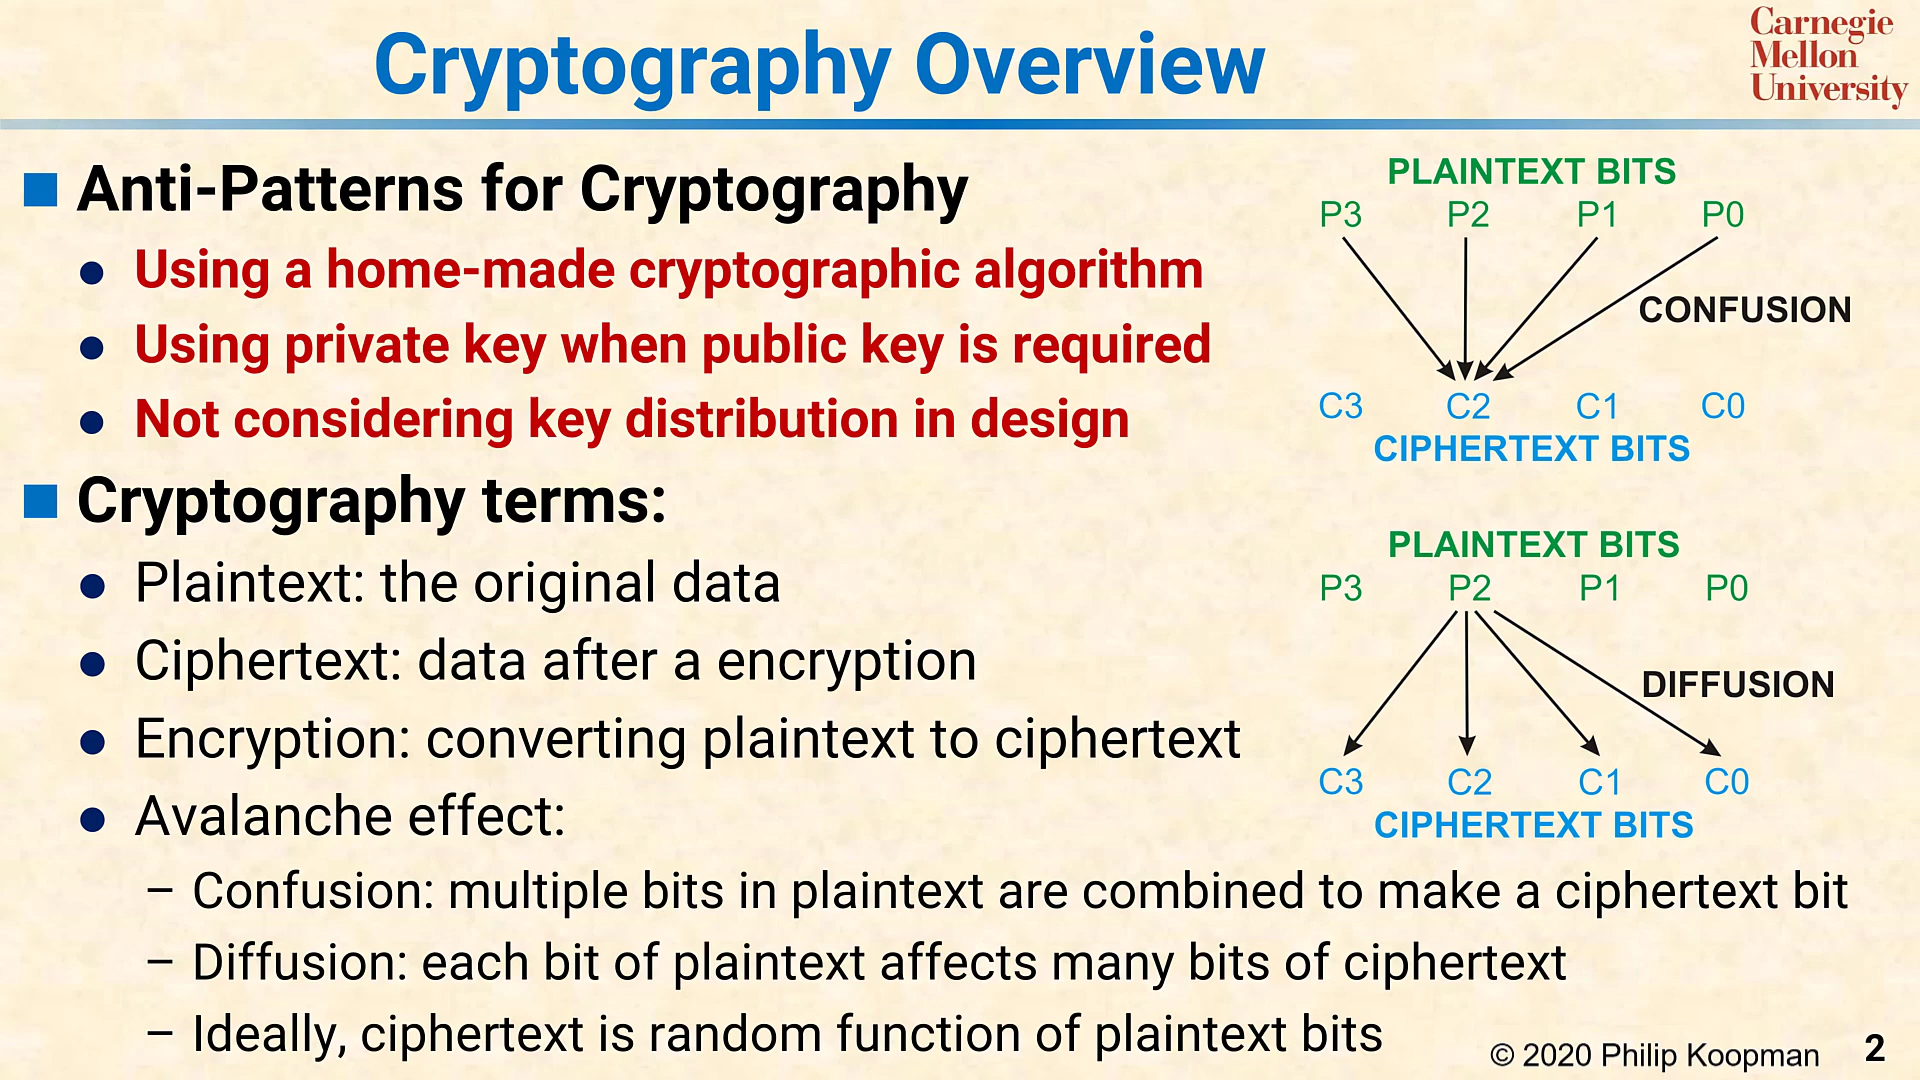 Cryptography Overview
Carnegie
Mellon
University
Anti-Patterns for Cryptography
Using a home-made cryptographic algorithm
Using private key when public key is required
Not considering key distribution in design
Cryptography terms:
Plaintext: the original data
Ciphertext: data after a encryption
Encryption: converting plaintext to ciphertext
Avalanche effect:
– Confusion: multiple bits in plaintext are combined to make a ciphertext bit
– Diffusion: each bit of plaintext affects many bits of ciphertext
– Ideally, ciphertext is random function of plaintext bits
PLAINTEXT BITS
P3 P2 P1 P0
CONFUSION
C3 C2 C1 C0
CIPHERTEXT BITS
PLAINTEXT BITS
P3 P2 P1 P0
DIFFUSION
C3 C2 C1 C0
CIPHERTEXT BITS
© 2020 Philip Koopman 2